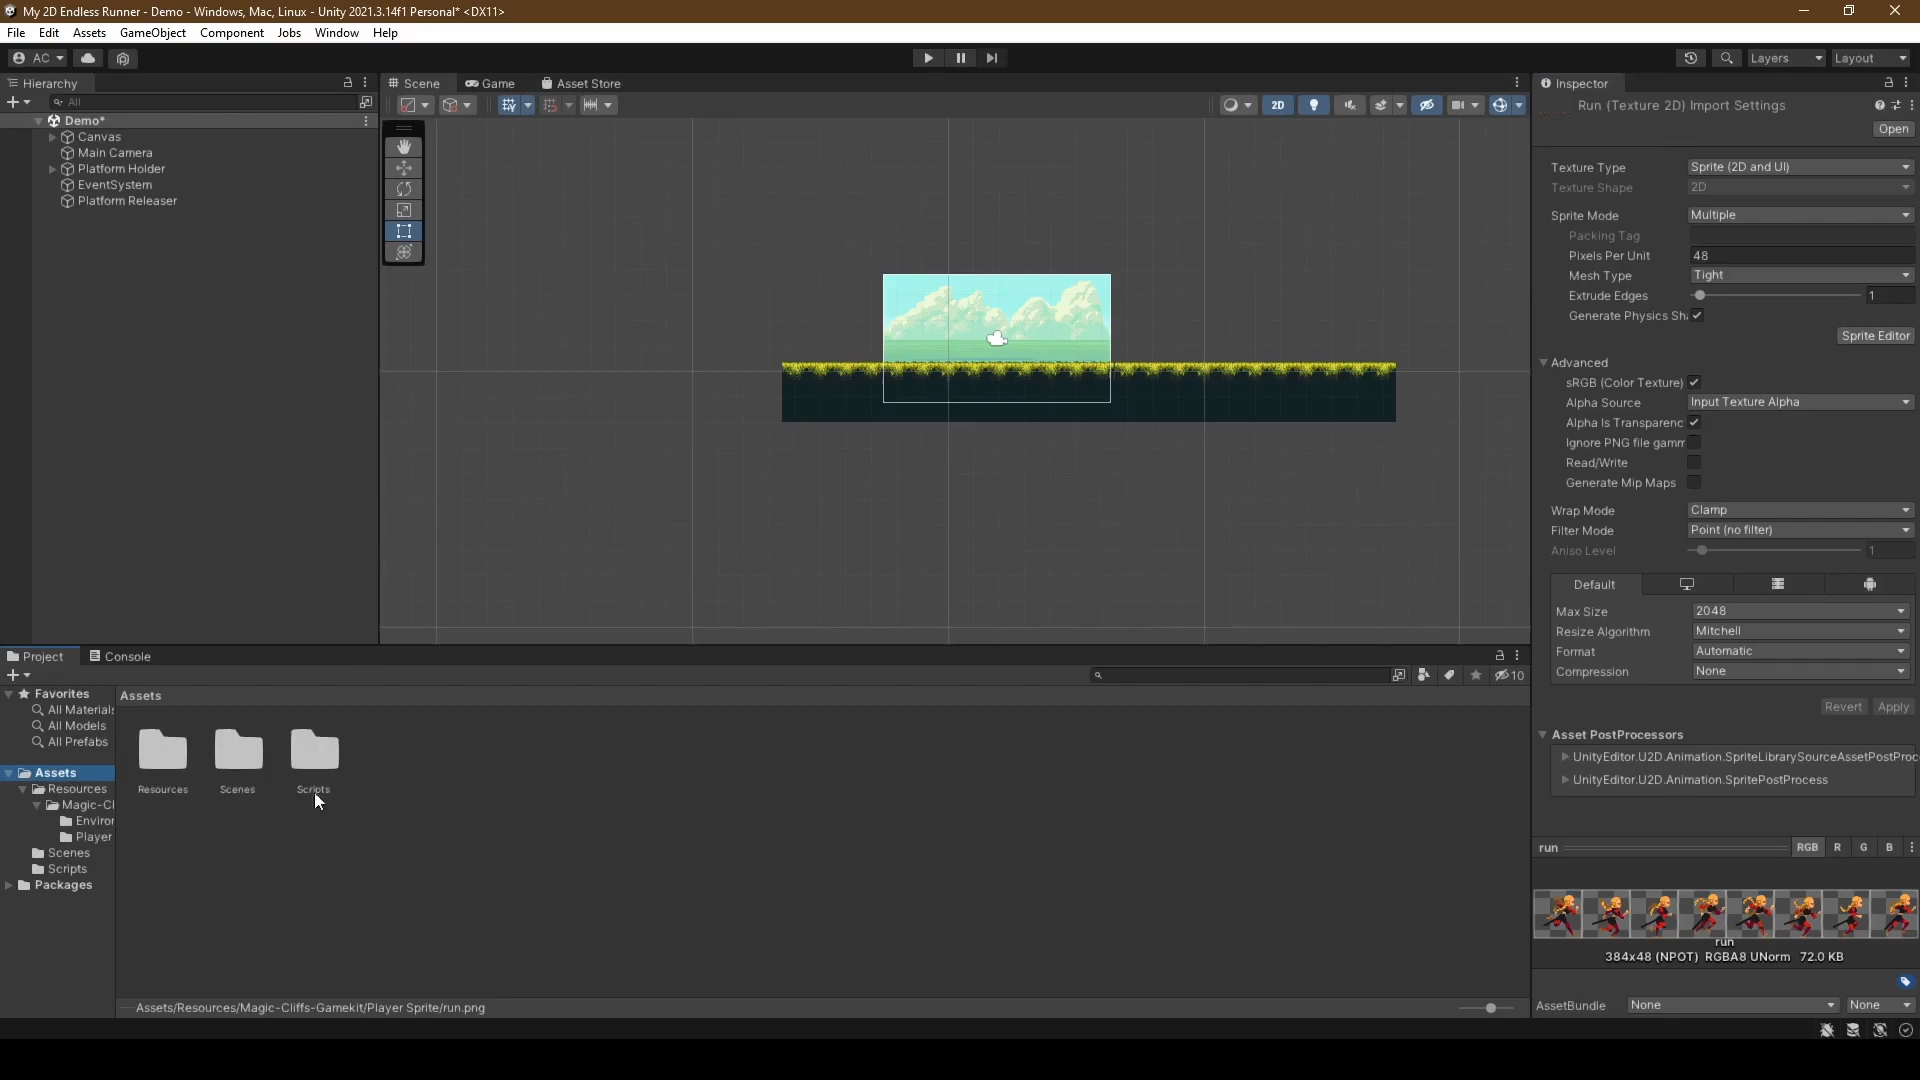 My 2D Endless Runner - Demo - Windows, Mac, Linux - Unity 2021.3.14f1 Personal* <DX11>
File Edit Assets GameObject Component Jobs Window Help
AC Layers Layout
Hierarchy Scene Game Asset Store Inspector
All 2D Run (Texture 2D) Import Settings
Demo*
Canvas
Main Camera
Platform Holder
EventSystem
Platform Releaser
Open
Texture Type Sprite (2D and UI)
Texture Shape 2D
Sprite Mode Multiple
Packing Tag
Pixels Per Unit 48
Mesh Type Tight
Extrude Edges 1
Generate Physics Sh
Sprite Editor
Advanced
sRGB (Color Texture)
Alpha Source Input Texture Alpha
Alpha Is Transparenc
Ignore PNG file gamm
Read/Write
Generate Mip Maps
Wrap Mode Clamp
Filter Mode Point (no filter)
Aniso Level 1
Default
Max Size 2048
Resize Algorithm Mitchell
Format Automatic
Compression None
Revert Apply
Asset PostProcessors
UnityEditor.U2D.Animation.SpriteLibrarySourceAssetPostProc
UnityEditor.U2D.Animation.SpritePostProcess
Project Console
10
Favorites
All Materials
All Models
All Prefabs
Assets
Resources
Magic-Cl
Enviror
Player
Scenes
Scripts
Packages
Assets
Resources Scenes Scripts
Assets/Resources/Magic-Cliffs-Gamekit/Player Sprite/run.png
run RGB R G B
run
384x48 (NPOT) RGBA8 UNorm 72.0 KB
AssetBundle None None